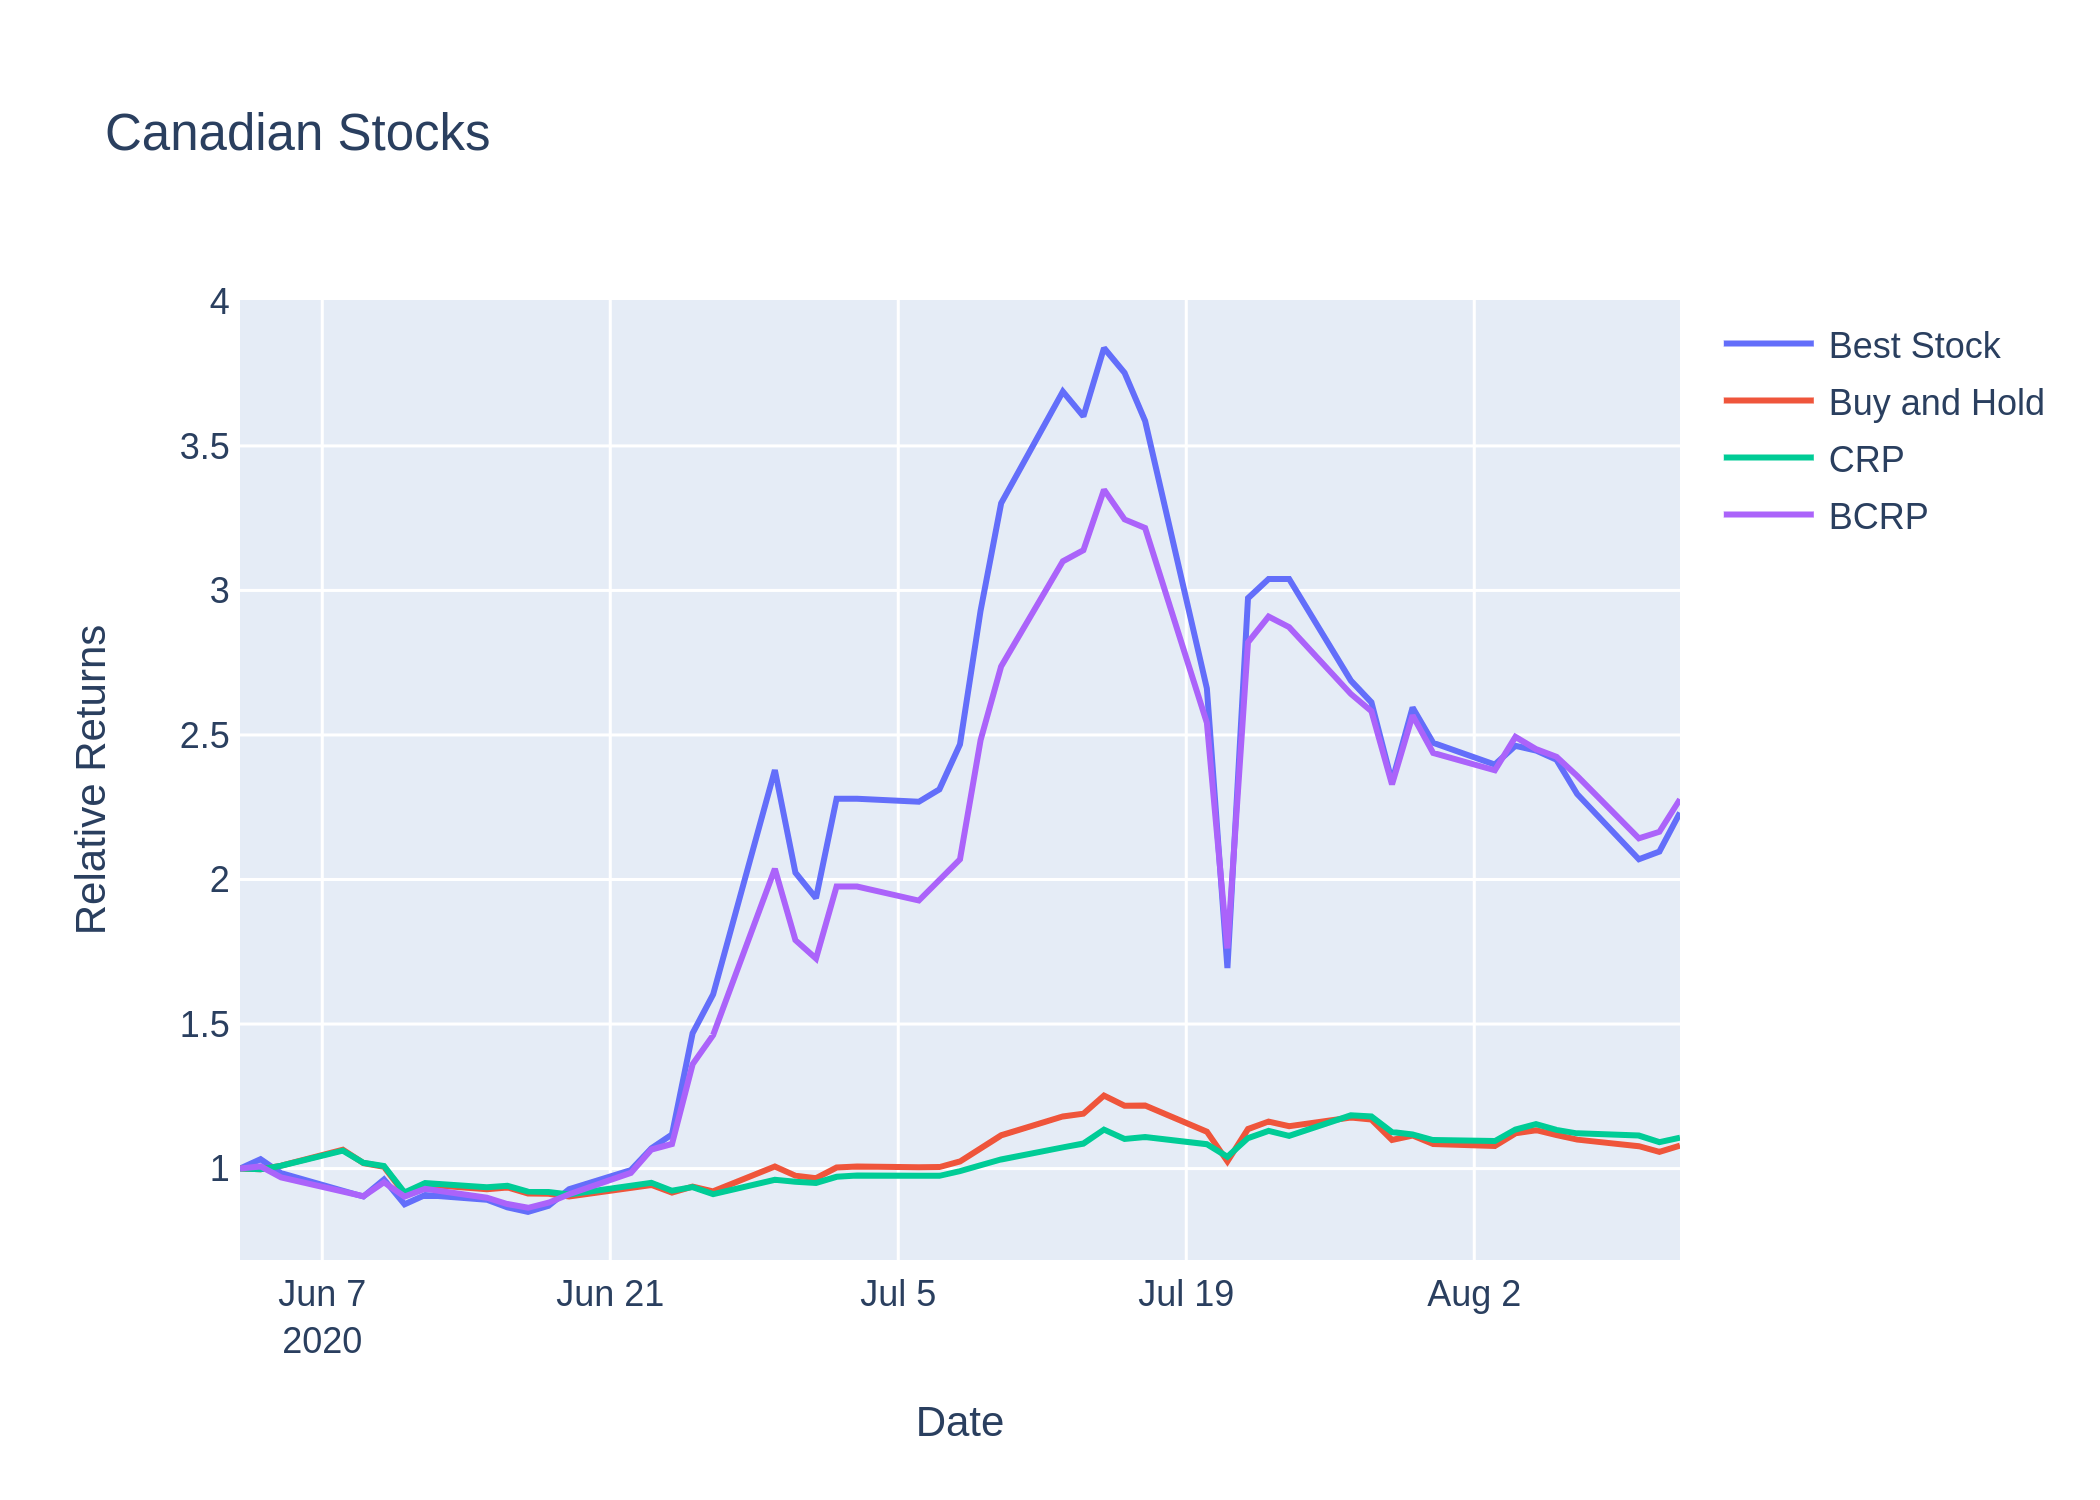 Canadian Stocks
4
3.5
3
2.5
2
1.5
1
Relative Returns
Jun 7
2020
Jun 21
Jul 5
Jul 19
Aug 2
Date
Best Stock
Buy and Hold
CRP
BCRP